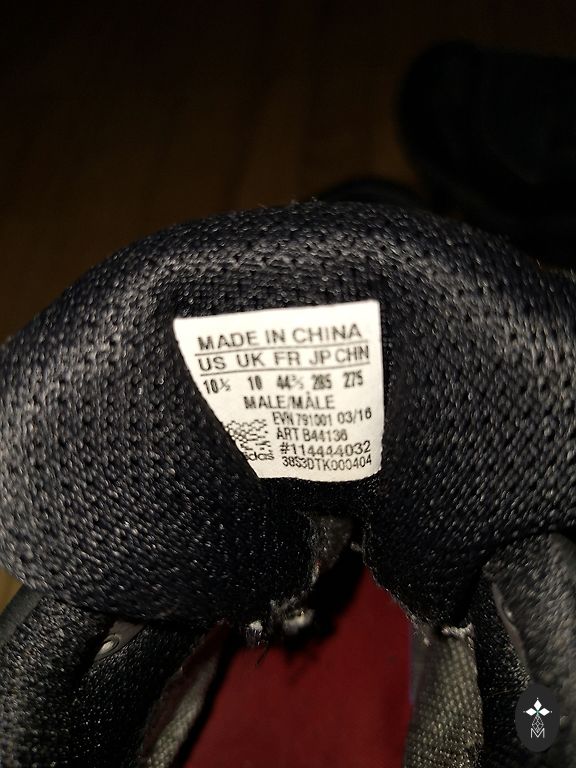 MADE IN CHINA
US UK FR JP CHN
10½ 10 44⅔ 285 275
MALE/MÂLE
EVN 791001 03/16
ART B44136
#114444032
38S3DTK000404
M